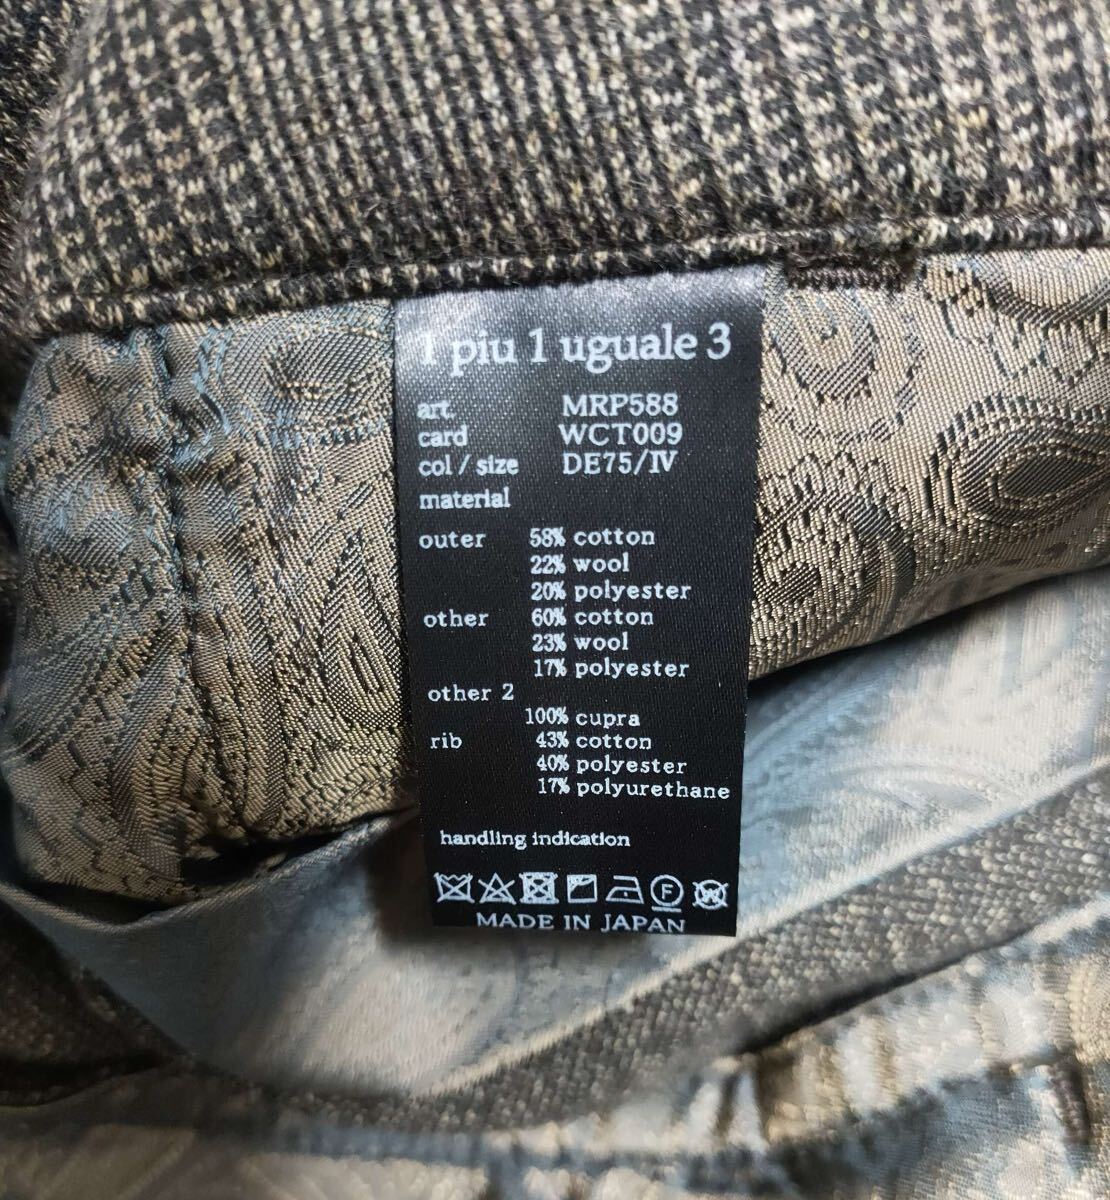 1 piu 1 uguale 3
art. MRP588
card WCT009
col / size DE75/IV
material
outer 58% cotton
22% wool
20% polyester
other 60% cotton
23% wool
17% polyester
other 2
100% cupra
rib 43% cotton
40% polyester
17% polyurethane
handling indication
F W
MADE IN JAPAN